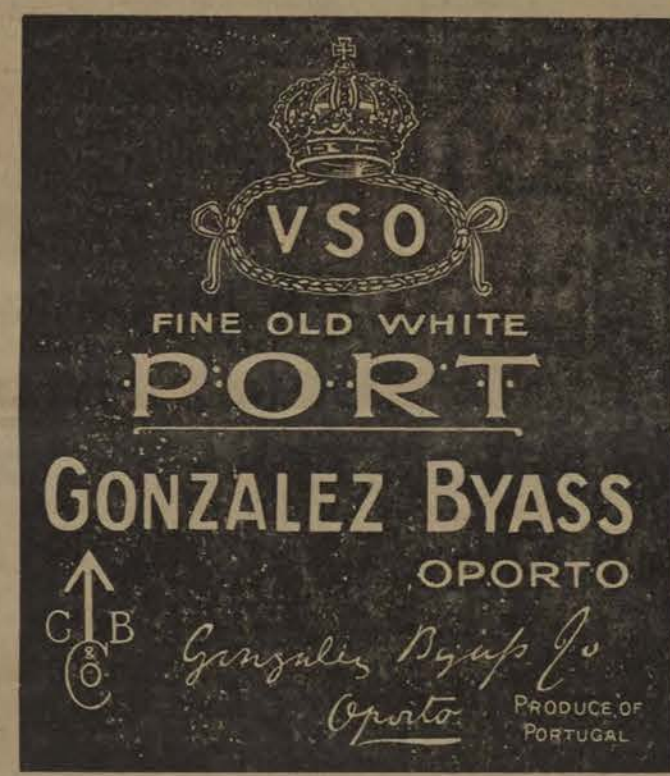 VSO
FINE OLD WHITE
PORT
GONZALEZ BYASS
OPORTO
C B
& Co
Gonzalez Byass Co
Oporto
PRODUCE OF
PORTUGAL